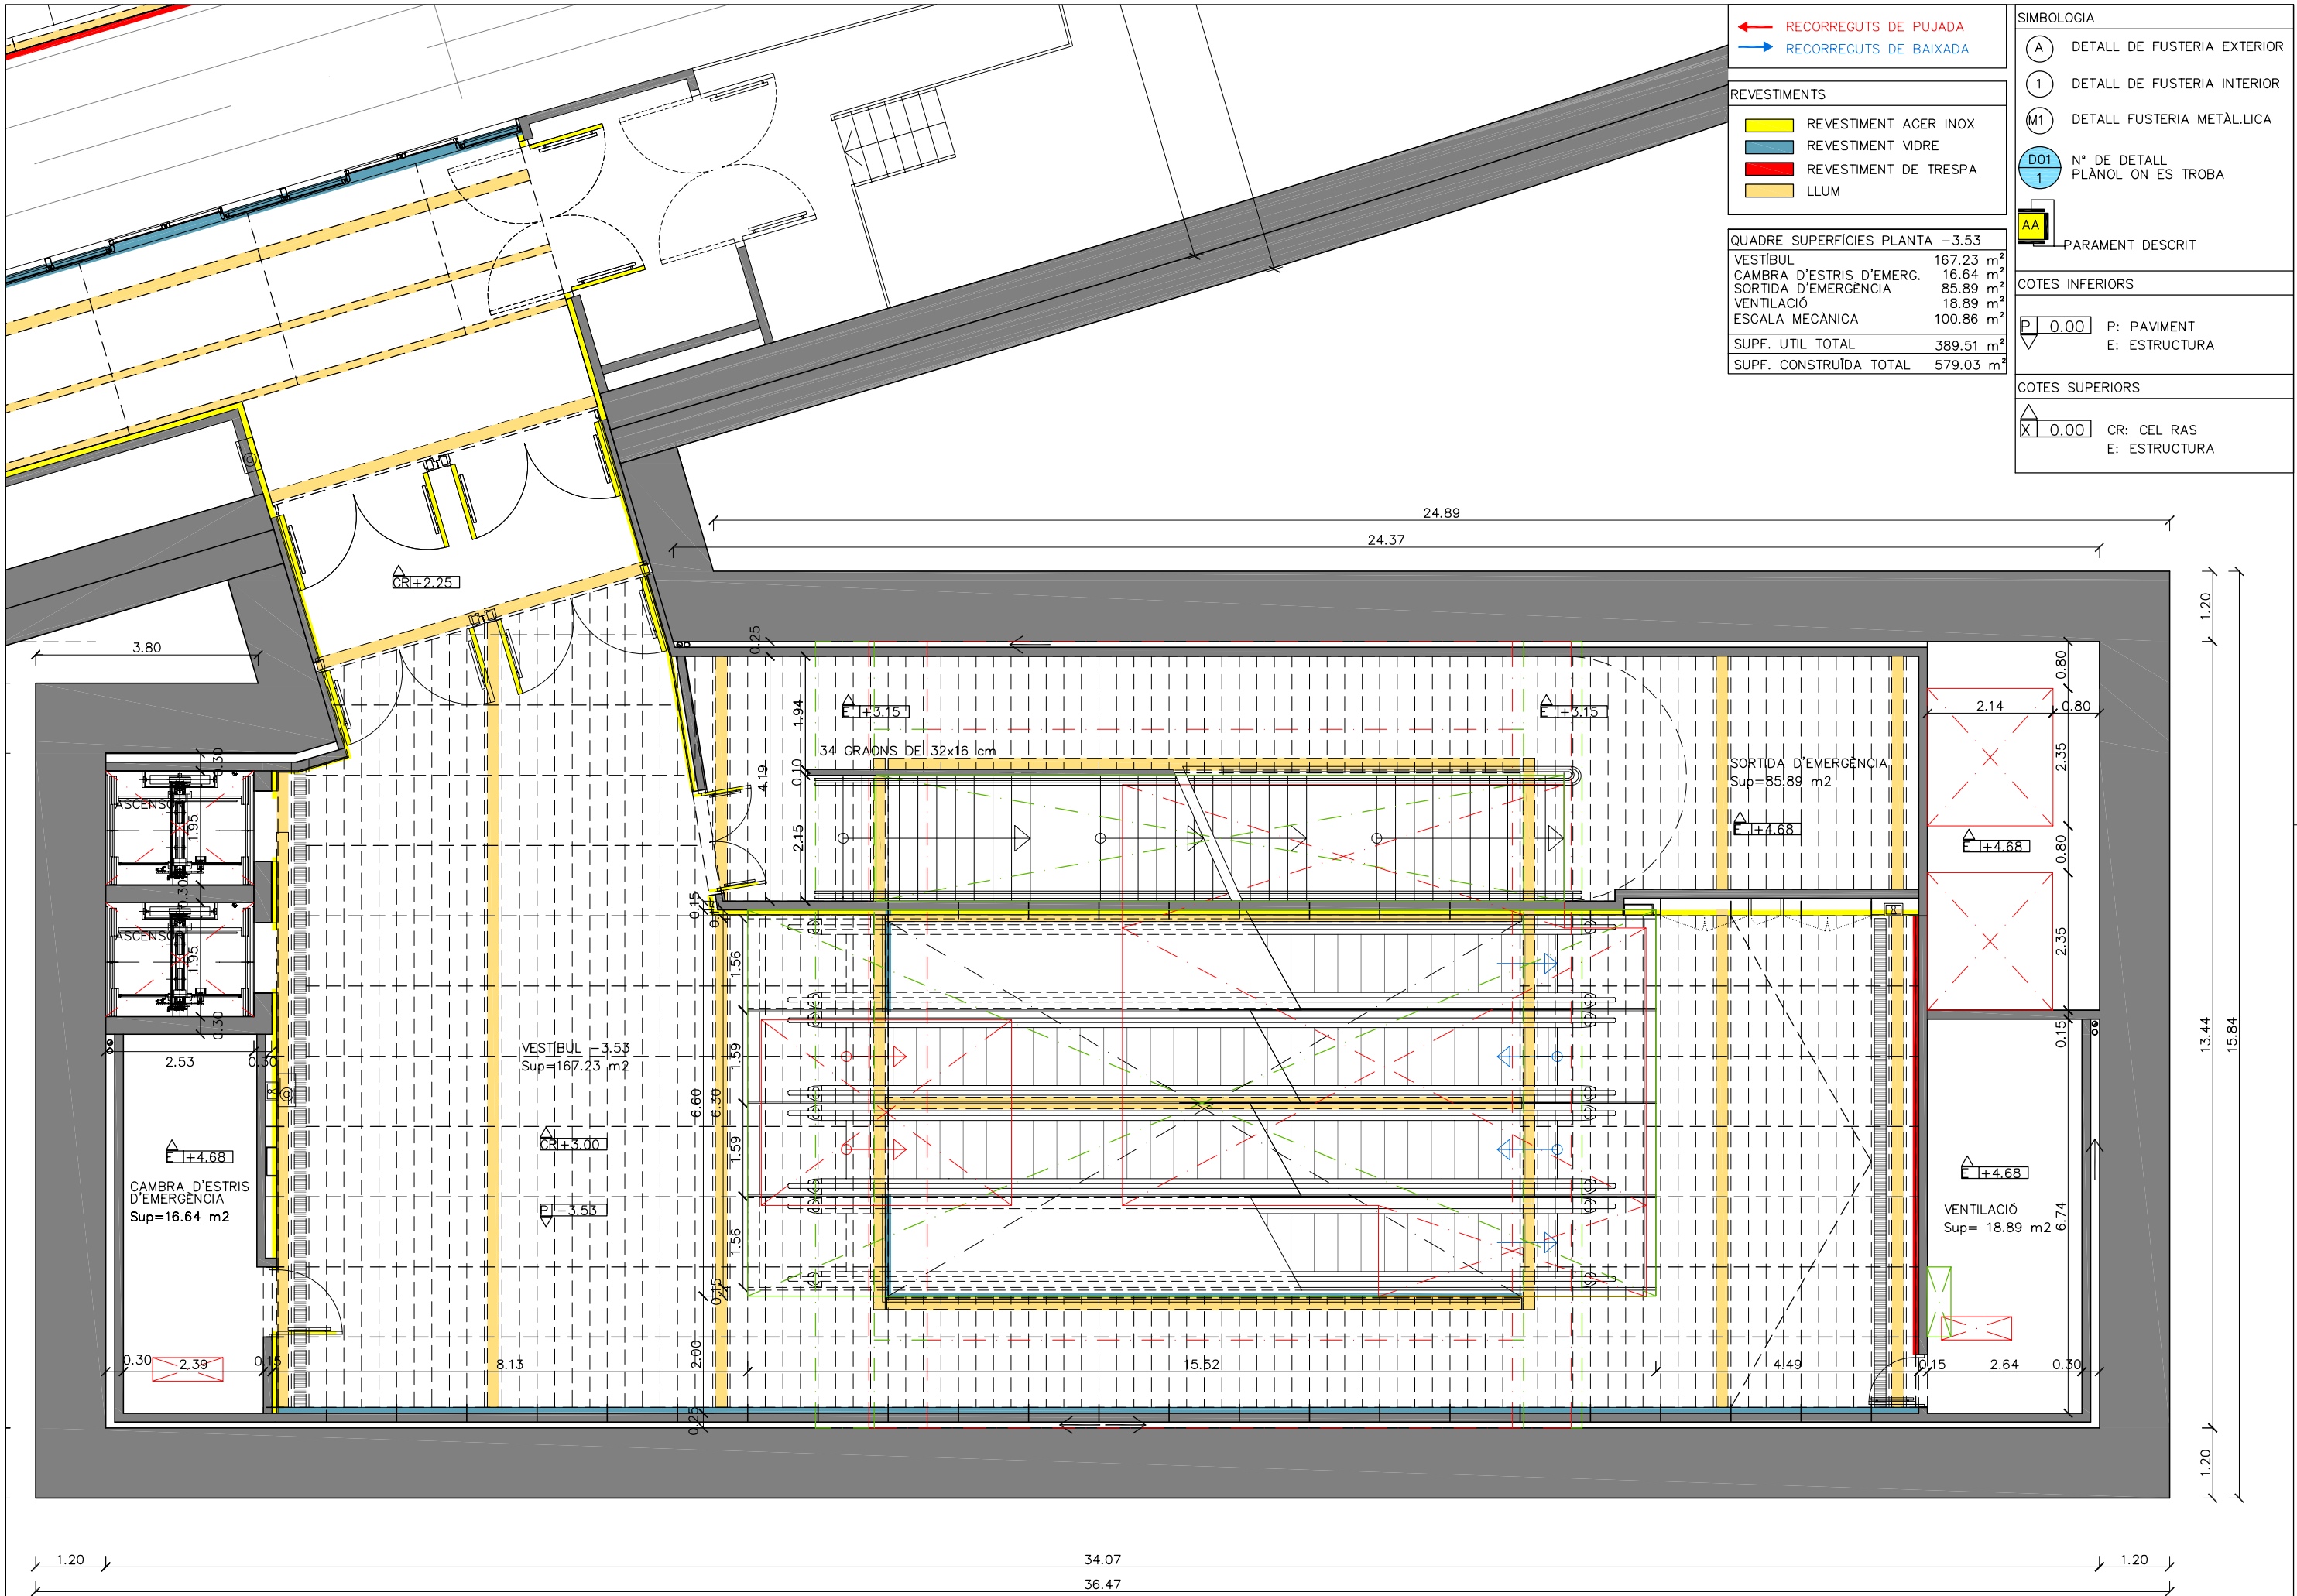 RECORREGUTS DE PUJADA
RECORREGUTS DE BAIXADA
REVESTIMENTS
REVESTIMENT ACER INOX
REVESTIMENT VIDRE
REVESTIMENT DE TRESPA
LLUM
QUADRE SUPERFÍCIES PLANTA -3.53
VESTÍBUL 167.23 m²
CAMBRA D'ESTRIS D'EMERG. 16.64 m²
SORTIDA D'EMERGÈNCIA 85.89 m²
VENTILACIÓ 18.89 m²
ESCALA MECÀNICA 100.86 m²
SUPF. UTIL TOTAL 389.51 m²
SUPF. CONSTRUÏDA TOTAL 579.03 m²
SIMBOLOGIA
A DETALL DE FUSTERIA EXTERIOR
1 DETALL DE FUSTERIA INTERIOR
M1 DETALL FUSTERIA METÀL.LICA
D01 N° DE DETALL
1 PLÀNOL ON ES TROBA
AA
PARAMENT DESCRIT
COTES INFERIORS
P 0.00 P: PAVIMENT
E: ESTRUCTURA
COTES SUPERIORS
X 0.00 CR: CEL RAS
E: ESTRUCTURA
24.89
24.37
CR +2.25
3.80
0.25
1.20
0.80
2.14 0.80
E +3.15
E +3.15
1.94
34 GRAONS DE 32x16 cm
0.10
4.19
2.15
SORTIDA D'EMERGÈNCIA
Sup=85.89 m2
E +4.68
2.35
0.80
E +4.68
2.35
0.15
0.30
ASCENSOR
1.95
0.30
ASCENSOR
1.95
0.30
2.53 0.30
0.15
0.15
1.56
1.59
6.60
6.30
1.59
1.56
0.15
VESTÍBUL -3.53
Sup=167.23 m2
CR +3.00
P -3.53
E +4.68
CAMBRA D'ESTRIS
D'EMERGÈNCIA
Sup=16.64 m2
E +4.68
VENTILACIÓ
Sup= 18.89 m2
6.74
13.44
15.84
0.30 2.39 0.15 8.13 2.00 15.52 4.49 0.15 2.64 0.30
0.25
1.20
1.20 34.07 1.20
36.47